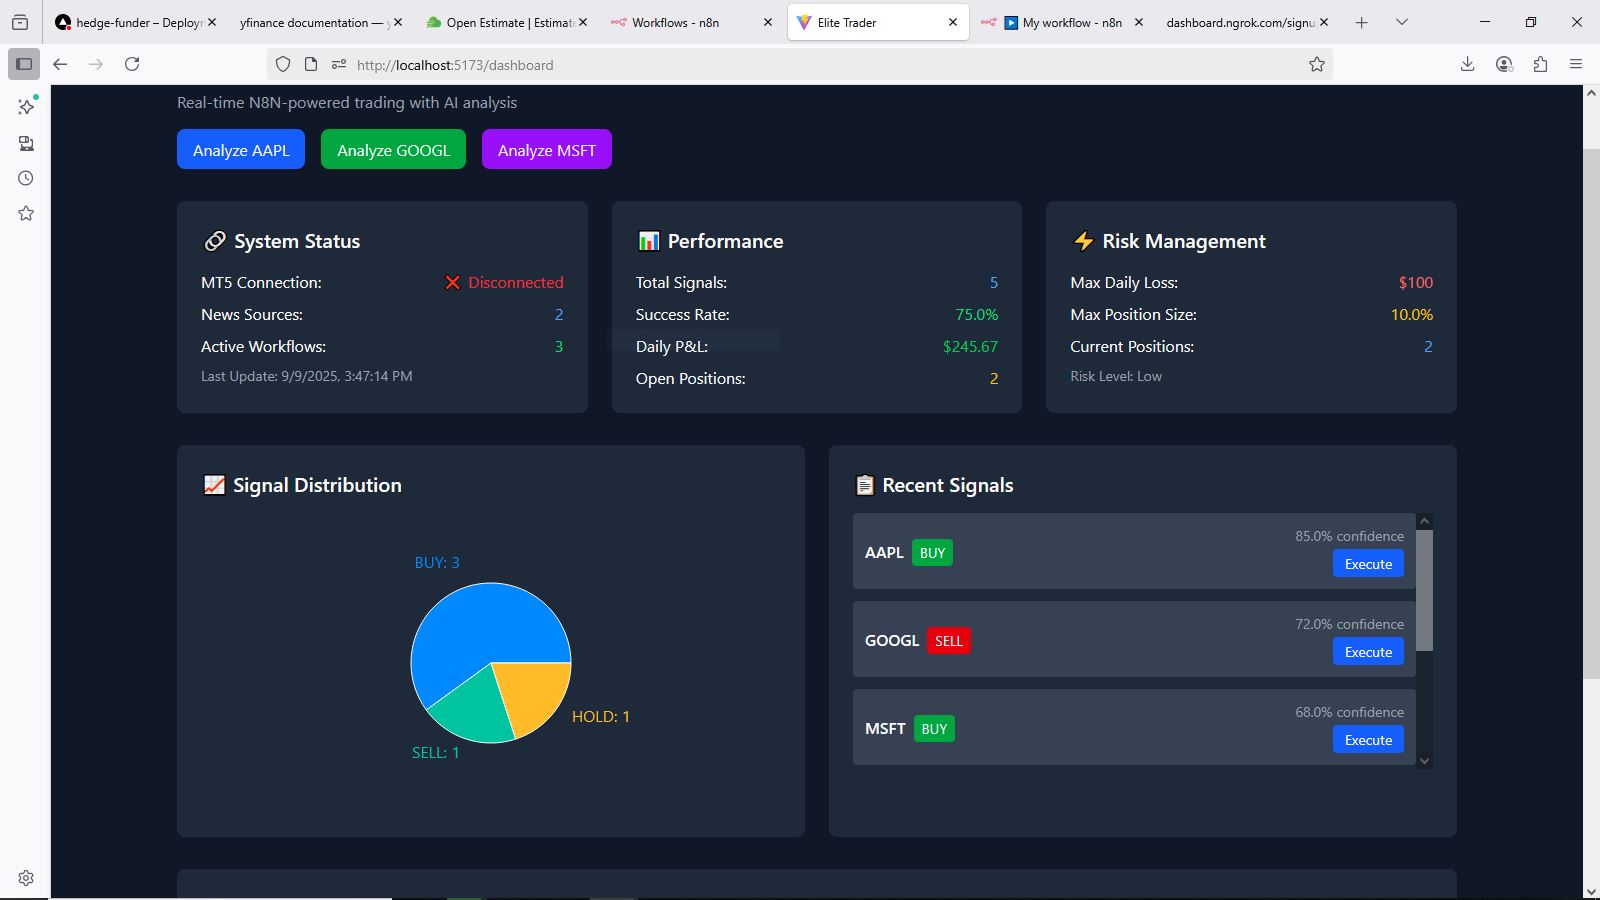 hedge-funder – Deployn
yfinance documentation — y
Open Estimate | Estimate
Workflows - n8n
Elite Trader
My workflow - n8n
dashboard.ngrok.com/signu
http://localhost:5173/dashboard
Real-time N8N-powered trading with AI analysis
Analyze AAPL
Analyze GOOGL
Analyze MSFT
System Status
MT5 Connection: ❌ Disconnected
News Sources: 2
Active Workflows: 3
Last Update: 9/9/2025, 3:47:14 PM
Performance
Total Signals: 5
Success Rate: 75.0%
Daily P&L: $245.67
Open Positions: 2
Risk Management
Max Daily Loss: $100
Max Position Size: 10.0%
Current Positions: 2
Risk Level: Low
Signal Distribution
BUY: 3
HOLD: 1
SELL: 1
Recent Signals
AAPL BUY
85.0% confidence
Execute
GOOGL SELL
72.0% confidence
Execute
MSFT BUY
68.0% confidence
Execute